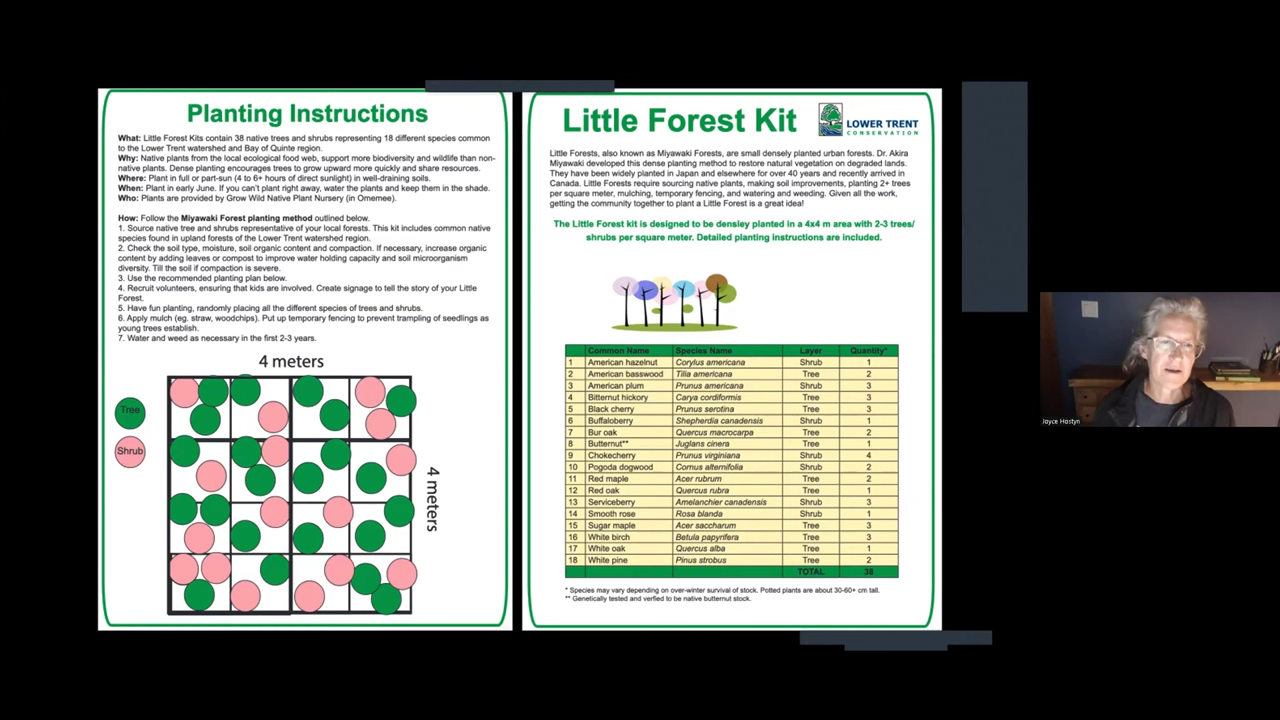 Planting Instructions
What: Little Forest Kits contain 38 native trees and shrubs representing 18 different species common
to the Lower Trent watershed and Bay of Quinte region.
Why: Native plants from the local ecological food web, support more biodiversity and wildlife than non-
native plants. Dense planting encourages trees to grow upward more quickly and share resources.
Where: Plant in full or part-sun (4 to 6+ hours of direct sunlight) in well-draining soils.
When: Plant in early June. If you can't plant right away, water the plants and keep them in the shade.
Who: Plants are provided by Grow Wild Native Plant Nursery (in Omemee).
How: Follow the Miyawaki Forest planting method outlined below.
1. Source native tree and shrubs representative of your local forests. This kit includes common native
species found in upland forests of the Lower Trent watershed region.
2. Check the soil type, moisture, soil organic content and compaction. If necessary, increase organic
content by adding leaves or compost to improve water holding capacity and soil microorganism
diversity. Till the soil if compaction is severe.
3. Use the recommended planting plan below.
4. Recruit volunteers, ensuring that kids are involved. Create signage to tell the story of your Little
Forest.
5. Have fun planting, randomly placing all the different species of trees and shrubs.
6. Apply mulch (eg. straw, woodchips). Put up temporary fencing to prevent trampling of seedlings as
young trees establish.
7. Water and weed as necessary in the first 2-3 years.
4 meters
Tree
Shrub
4 meters
Little Forest Kit
LOWER TRENT
CONSERVATION
Little Forests, also known as Miyawaki Forests, are small densely planted urban forests. Dr. Akira
Miyawaki developed this dense planting method to restore natural vegetation on degraded lands.
They have been widely planted in Japan and elsewhere for over 40 years and recently arrived in
Canada. Little Forests require sourcing native plants, making soil improvements, planting 2+ trees
per square meter, mulching, temporary fencing, and watering and weeding. Given all the work,
getting the community together to plant a Little Forest is a great idea!
The Little Forest kit is designed to be densley planted in a 4x4 m area with 2-3 trees/
shrubs per square meter. Detailed planting instructions are included.
Common Name Species Name Layer Quantity*
1 American hazelnut Corylus americana Shrub 1
2 American basswood Tilia americana Tree 2
3 American plum Prunus americana Shrub 3
4 Bitternut hickory Carya cordiformis Tree 3
5 Black cherry Prunus serotina Tree 3
6 Buffaloberry Shepherdia canadensis Shrub 1
7 Bur oak Quercus macrocarpa Tree 2
8 Butternut** Juglans cinera Tree 1
9 Chokecherry Prunus virginiana Shrub 4
10 Pogoda dogwood Cornus alternifolia Shrub 2
11 Red maple Acer rubrum Tree 2
12 Red oak Quercus rubra Tree 1
13 Serviceberry Amelanchier canadensis Shrub 3
14 Smooth rose Rosa blanda Shrub 1
15 Sugar maple Acer saccharum Tree 3
16 White birch Betula papyrifera Tree 3
17 White oak Quercus alba Tree 1
18 White pine Pinus strobus Tree 2
TOTAL 38
* Species may vary depending on over-winter survival of stock. Potted plants are about 30-60+ cm tall.
** Genetically tested and verfied to be native butternut stock.
Joyce Hostyn